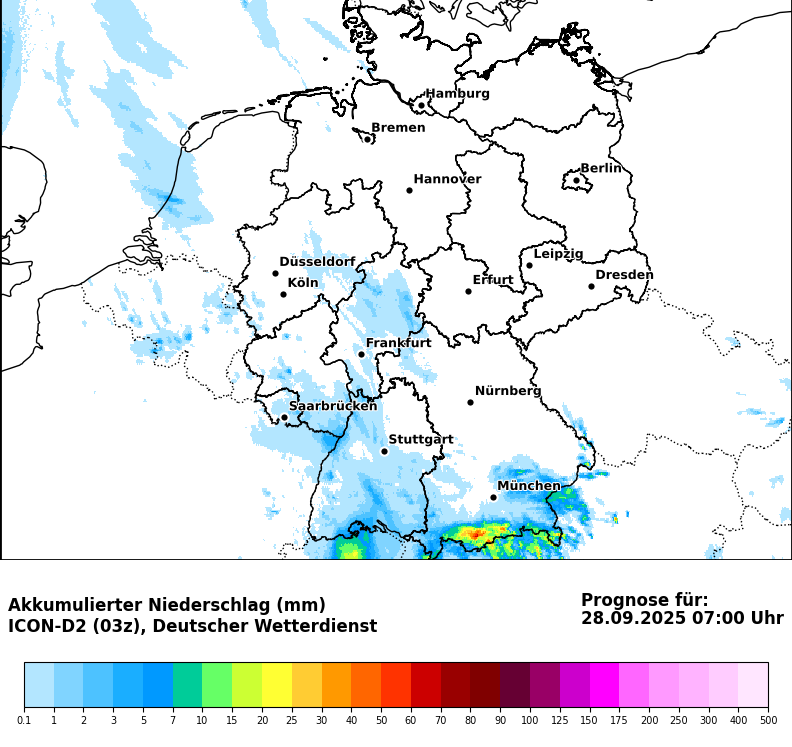 Hamburg
Bremen
Berlin
Hannover
Leipzig
Düsseldorf
Dresden
Köln
Erfurt
Frankfurt
Nürnberg
Saarbrücken
Stuttgart
München
Akkumulierter Niederschlag (mm)
ICON-D2 (03z), Deutscher Wetterdienst
Prognose für:
28.09.2025 07:00 Uhr
0.1 1 2 3 5 7 10 15 20 25 30 40 50 60 70 80 90 100 125 150 175 200 250 300 400 500